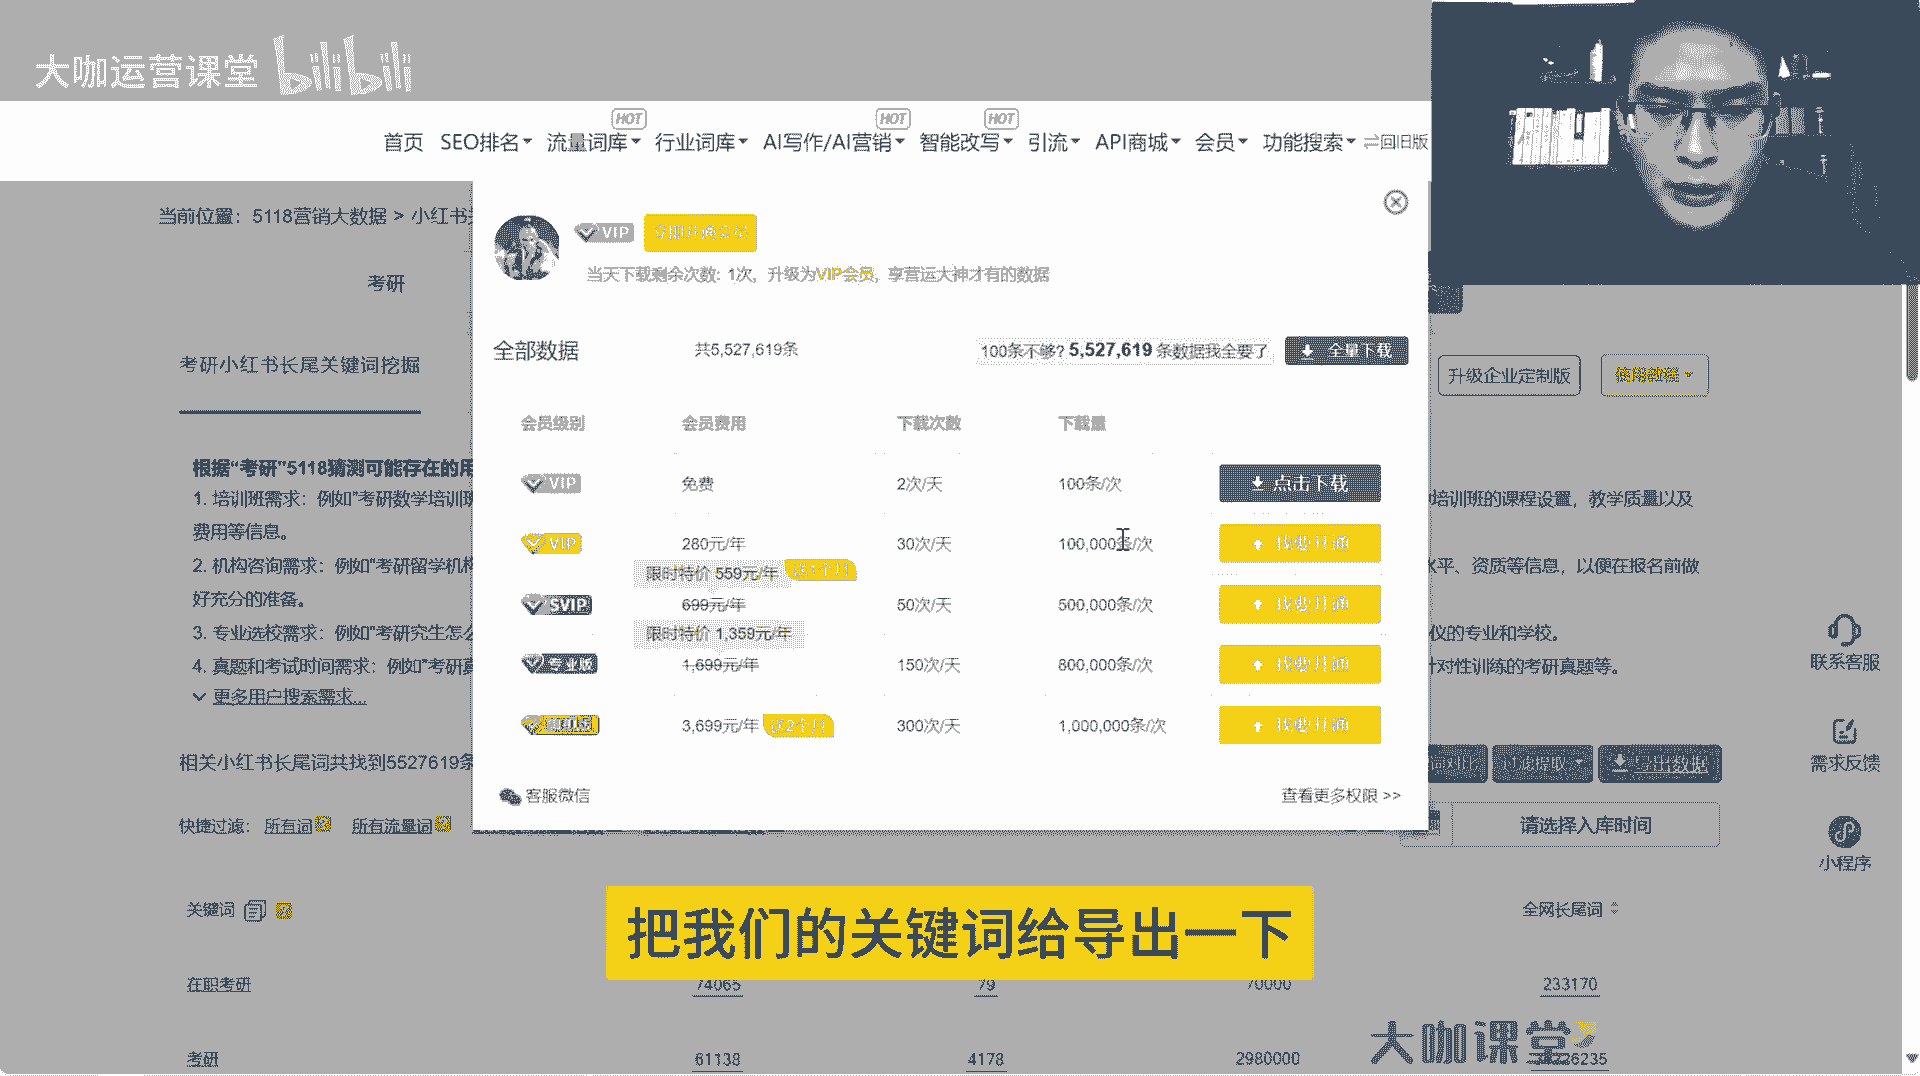 大咖运营课堂 bilibili
HOT HOT HOT
首页 SEO排名 流量词库 行业词库 AI写作/AI营销 智能改写 引流 API商城 会员 功能搜索 回旧版
当前位置：5118营销大数据 > 小红书
VIP 立即开通会员
当天下载剩余次数: 1次，升级为VIP会员，享营运大神才有的数据
考研
全部数据 共5,527,619条 100条不够? 5,527,619 条数据我全要了 全量下载
考研小红书长尾关键词挖掘
升级企业定制版 使用教程
会员级别 会员费用 下载次数 下载量
根据“考研”5118猜测可能存在的用
VIP 免费 2次/天 100条/次 点击下载
1. 培训班需求：例如"考研数学培训班
培训班的课程设置，教学质量以及
费用等信息。
VIP 280元/年 30次/天 100,000条/次 我要开通
2. 机构咨询需求：例如"考研留学机构
水平、资质等信息，以便在报名前做
限时特价 559元/年 送1个月
好充分的准备。
SVIP 699元/年 50次/天 500,000条/次 我要开通
3. 专业选校需求：例如"考研究生怎么
仪的专业和学校。
限时特价 1,359元/年
4. 真题和考试时间需求：例如"考研真
计对性训练的考研真题等。
专业版 1,699元/年 150次/天 800,000条/次 我要开通
更多用户搜索需求...
3,699元/年 送2个月 300次/天 1,000,000条/次 我要开通
联系客服
相关小红书长尾词共找到5527619条
过滤提取 导出数据
需求反馈
客服微信 查看更多权限 >>
快捷过滤： 所有词 所有流量词
请选择入库时间
小程序
关键词
全网长尾词
把我们的关键词给导出一下
在职考研 74065 79 70000 233170
考研 61138 4178 2980000
大咖课堂